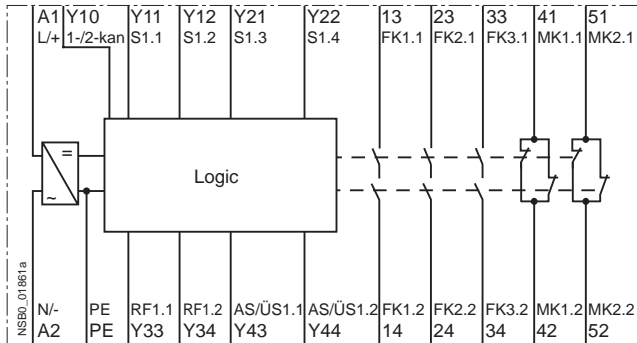 A1 Y10 Y11 Y12 Y21 Y22 13 23 33 41 51
L/+ 1-/2-kan S1.1 S1.2 S1.3 S1.4 FK1.1 FK2.1 FK3.1 MK1.1 MK2.1
=
~
Logic
NSB0_01861a
N/- PE RF1.1 RF1.2 AS/ÜS1.1 AS/ÜS1.2 FK1.2 FK2.2 FK3.2 MK1.2 MK2.2
A2 PE Y33 Y34 Y43 Y44 14 24 34 42 52